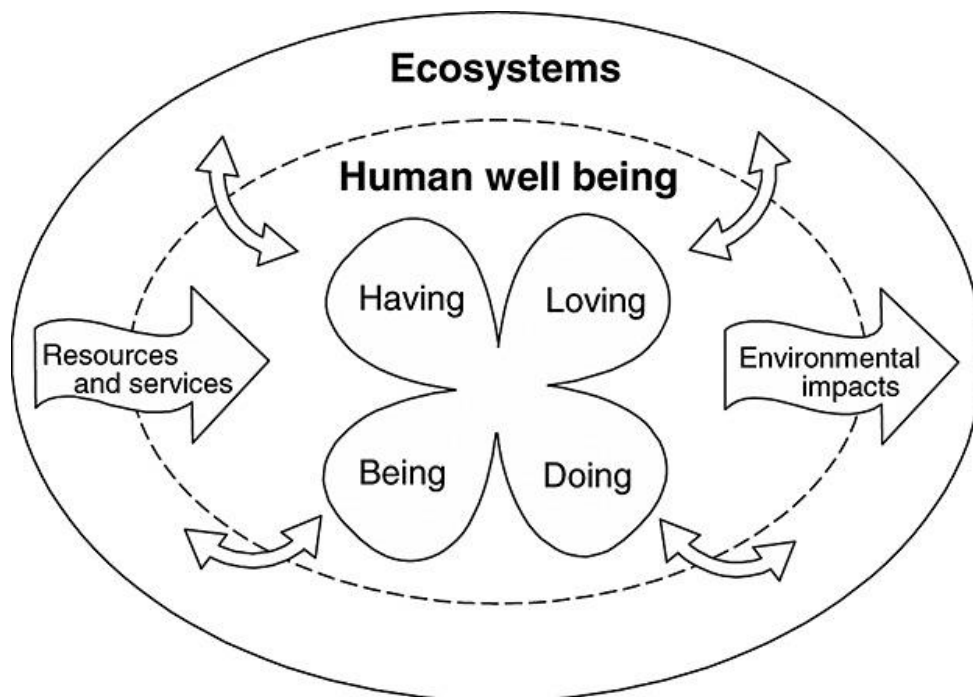 Ecosystems
Human well being
Having
Loving
Resources
and services
Environmental
impacts
Being
Doing